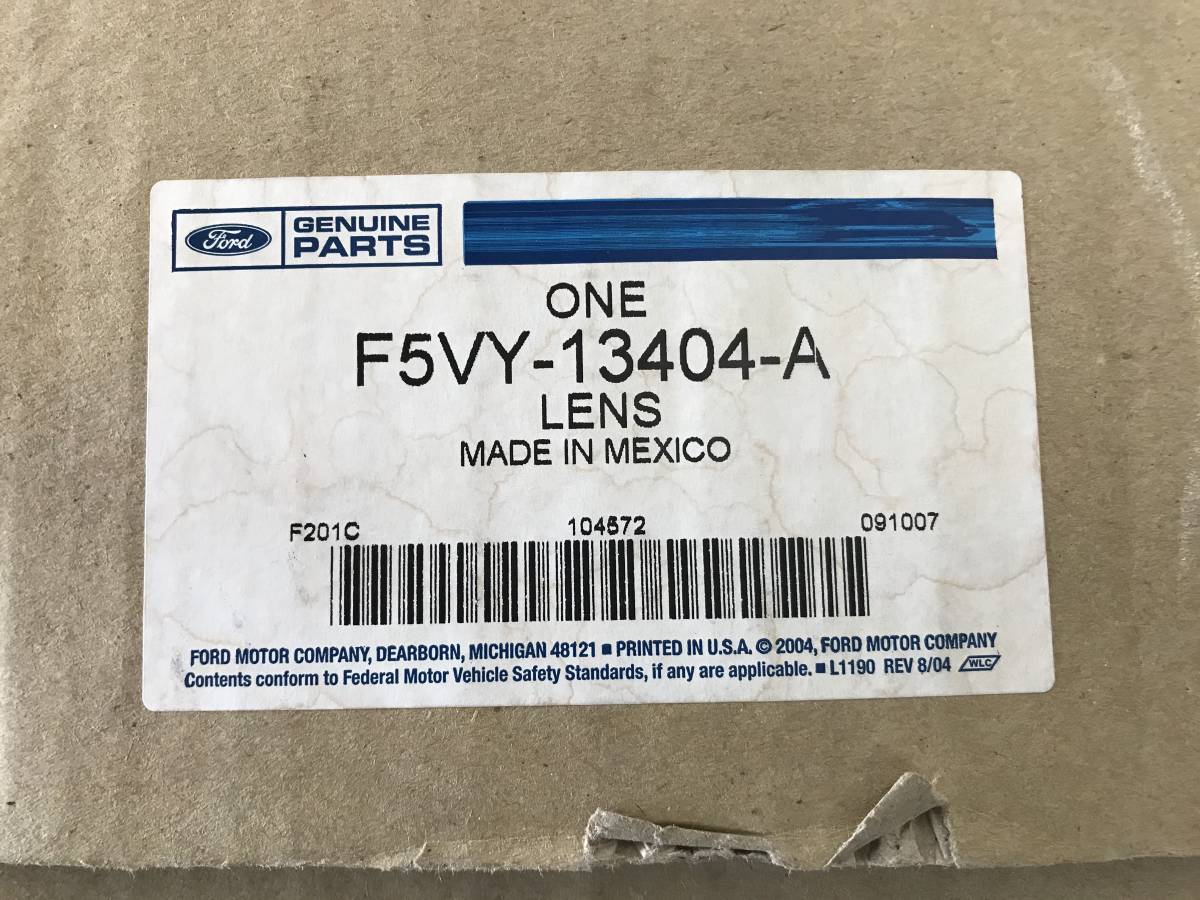 Ford GENUINE PARTS
ONE
F5VY-13404-A
LENS
MADE IN MEXICO
F201C 104572 091007
FORD MOTOR COMPANY, DEARBORN, MICHIGAN 48121 ■ PRINTED IN U.S.A. © 2004, FORD MOTOR COMPANY
Contents conform to Federal Motor Vehicle Safety Standards, if any are applicable. ■ L1190 REV 8/04 WLC